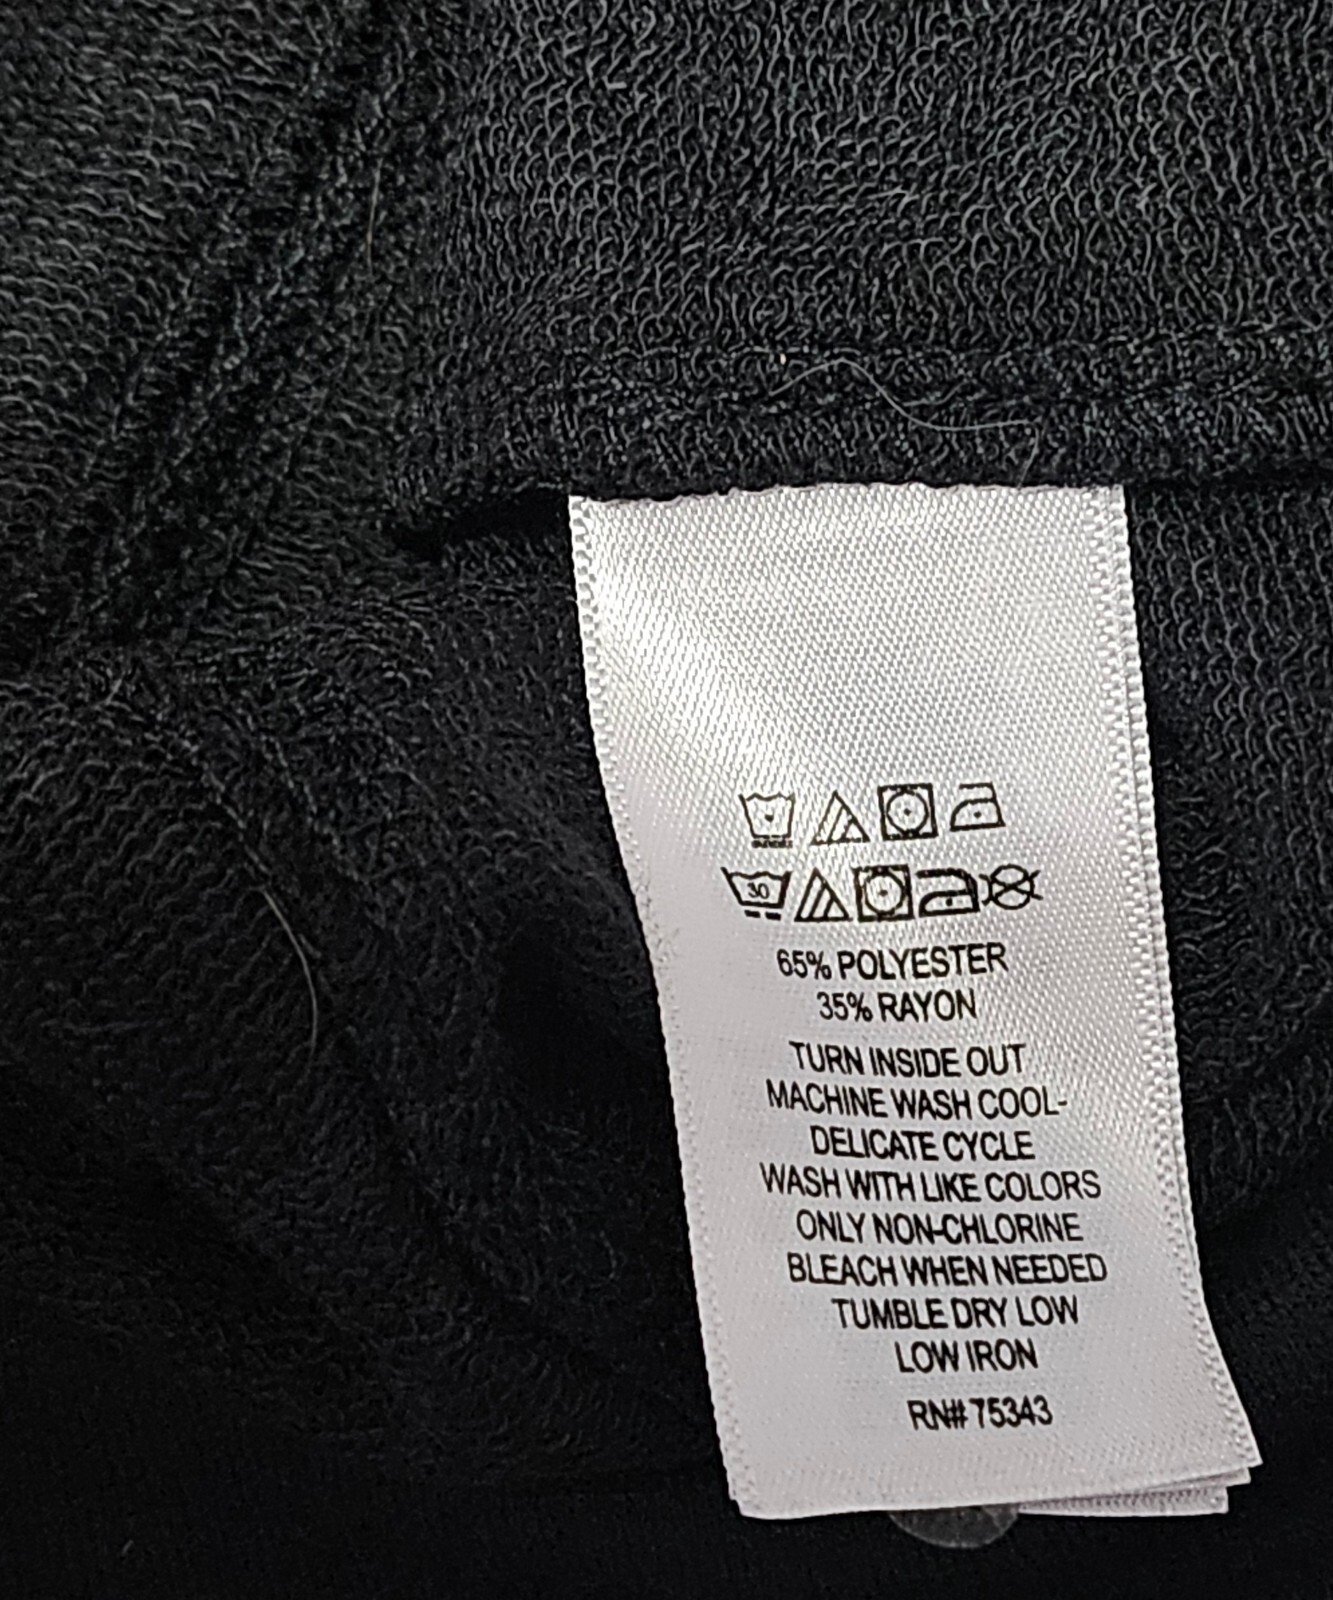 30
65% POLYESTER
35% RAYON
TURN INSIDE OUT
MACHINE WASH COOL-
DELICATE CYCLE
WASH WITH LIKE COLORS
ONLY NON-CHLORINE
BLEACH WHEN NEEDED
TUMBLE DRY LOW
LOW IRON
RN# 75343